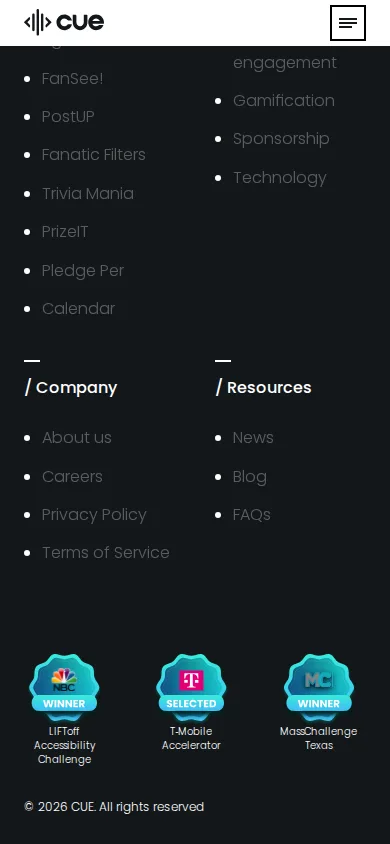 cue
FanSee!
PostUP
Fanatic Filters
Trivia Mania
PrizeIT
Pledge Per
Calendar
engagement
Gamification
Sponsorship
Technology
/ Company
About us
Careers
Privacy Policy
Terms of Service
/ Resources
News
Blog
FAQs
NBC
WINNER
LIFToff
Accessibility
Challenge
T
SELECTED
T-Mobile
Accelerator
MC
WINNER
MassChallenge
Texas
© 2026 CUE. All rights reserved